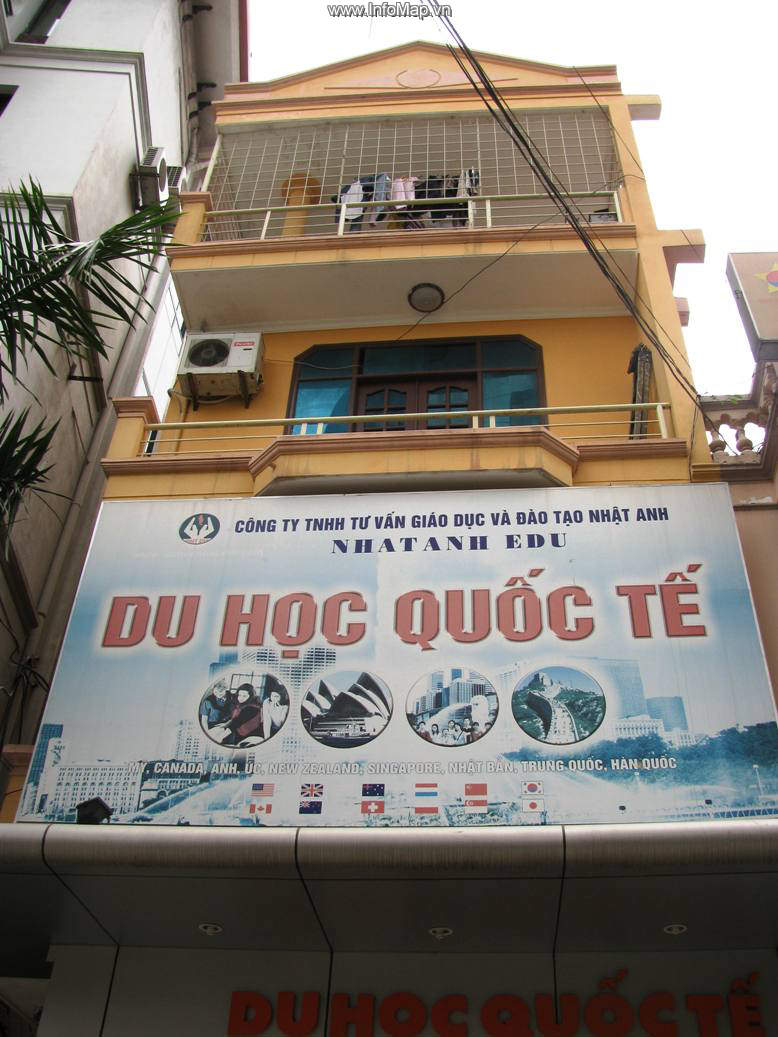 www.InfoMap.vn
CÔNG TY TNHH TƯ VẤN GIÁO DỤC VÀ ĐÀO TẠO NHẬT ANH
NHATANH EDU
DU HỌC QUỐC TẾ
MỸ, CANADA, ANH, ÚC, NEW ZEALAND, SINGAPORE, NHẬT BẢN, TRUNG QUỐC, HÀN QUỐC
DU HỌC QUỐC TẾ